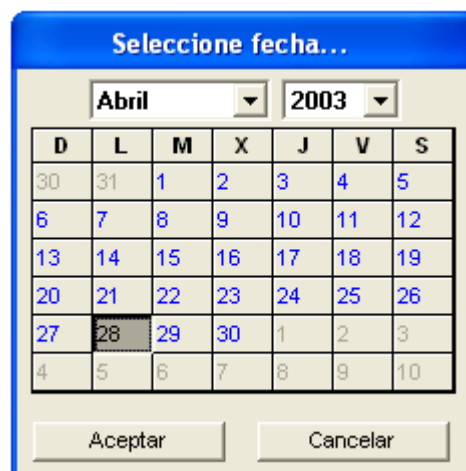 Seleccione fecha...
Abril 2003
D L M X J V S
30 31 1 2 3 4 5
6 7 8 9 10 11 12
13 14 15 16 17 18 19
20 21 22 23 24 25 26
27 28 29 30 1 2 3
4 5 6 7 8 9 10
Aceptar Cancelar